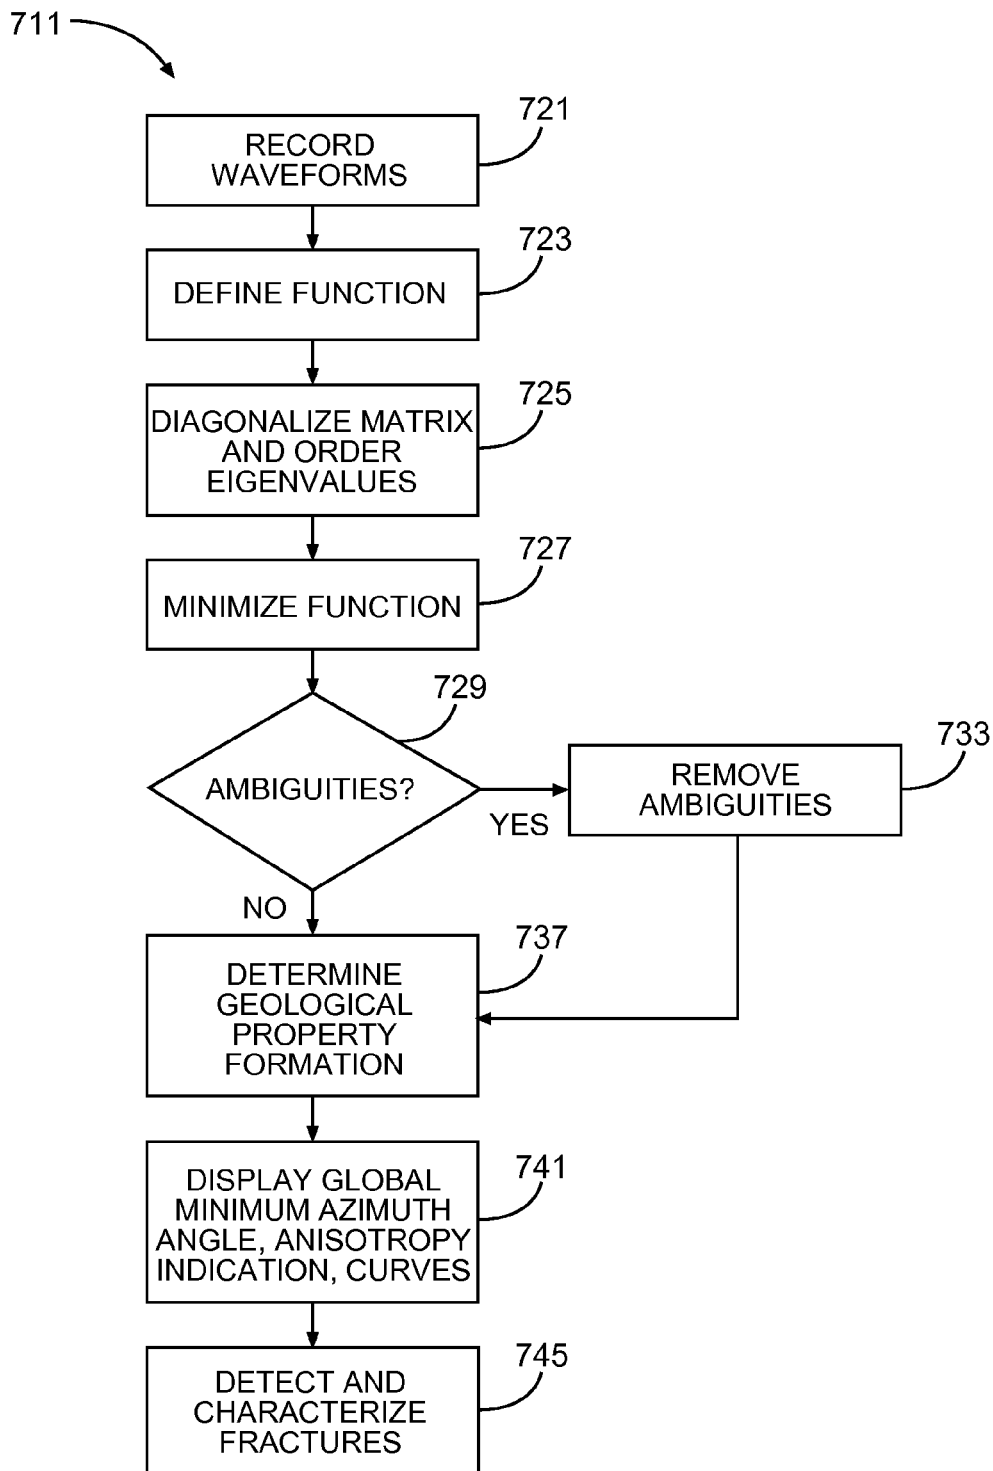 711
721
RECORD
WAVEFORMS
723
DEFINE FUNCTION
725
DIAGONALIZE MATRIX
AND ORDER
EIGENVALUES
727
MINIMIZE FUNCTION
729
AMBIGUITIES?
YES
733
REMOVE
AMBIGUITIES
NO
737
DETERMINE
GEOLOGICAL
PROPERTY
FORMATION
741
DISPLAY GLOBAL
MINIMUM AZIMUTH
ANGLE, ANISOTROPY
INDICATION, CURVES
745
DETECT AND
CHARACTERIZE
FRACTURES